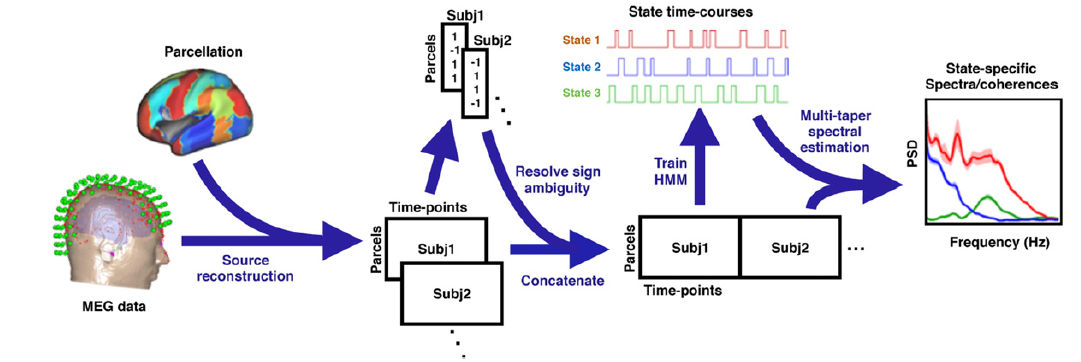 Parcellation
MEG data
Source
reconstruction
Subj1
Parcels
1
-1
1
1
Subj2
-1
1
1
-1
Time-points
Parcels
Subj1
Subj2
Resolve sign
ambiguity
Concatenate
State time-courses
State 1
State 2
State 3
Train
HMM
Parcels
Subj1
Subj2
...
Time-points
Multi-taper
spectral
estimation
State-specific
Spectra/coherences
PSD
Frequency (Hz)